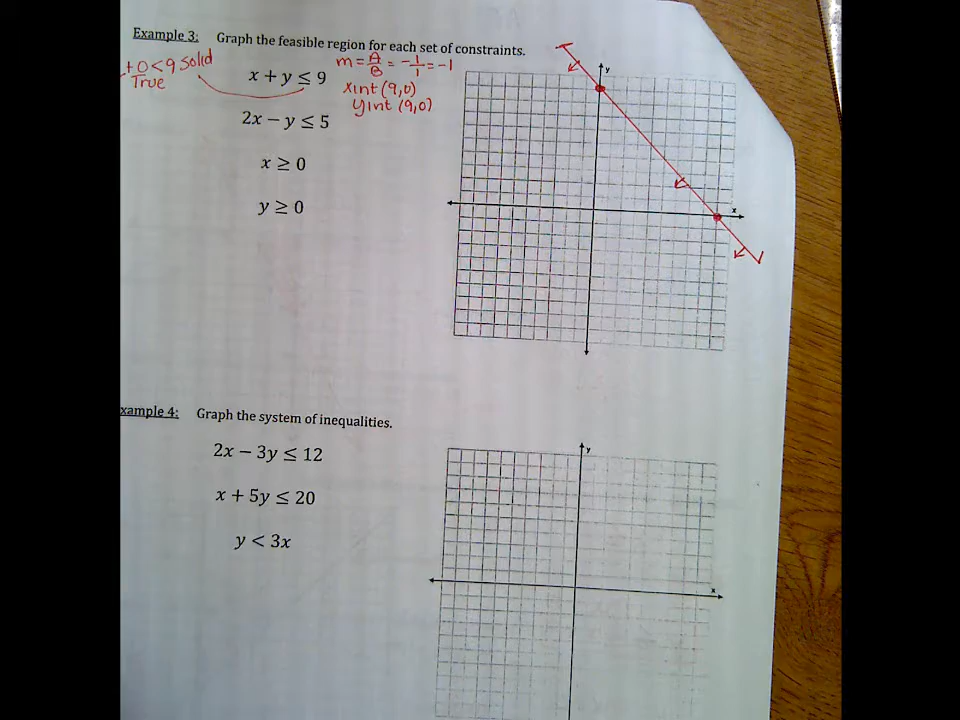 Example 3: Graph the feasible region for each set of constraints.
+0<9 Solid
True
m = A/B = -1/1 = -1
x int (9,0)
y int (9,0)
x + y ≤ 9
2x − y ≤ 5
x ≥ 0
y ≥ 0
y
x
xample 4: Graph the system of inequalities.
2x − 3y ≤ 12
x + 5y ≤ 20
y < 3x
y
x